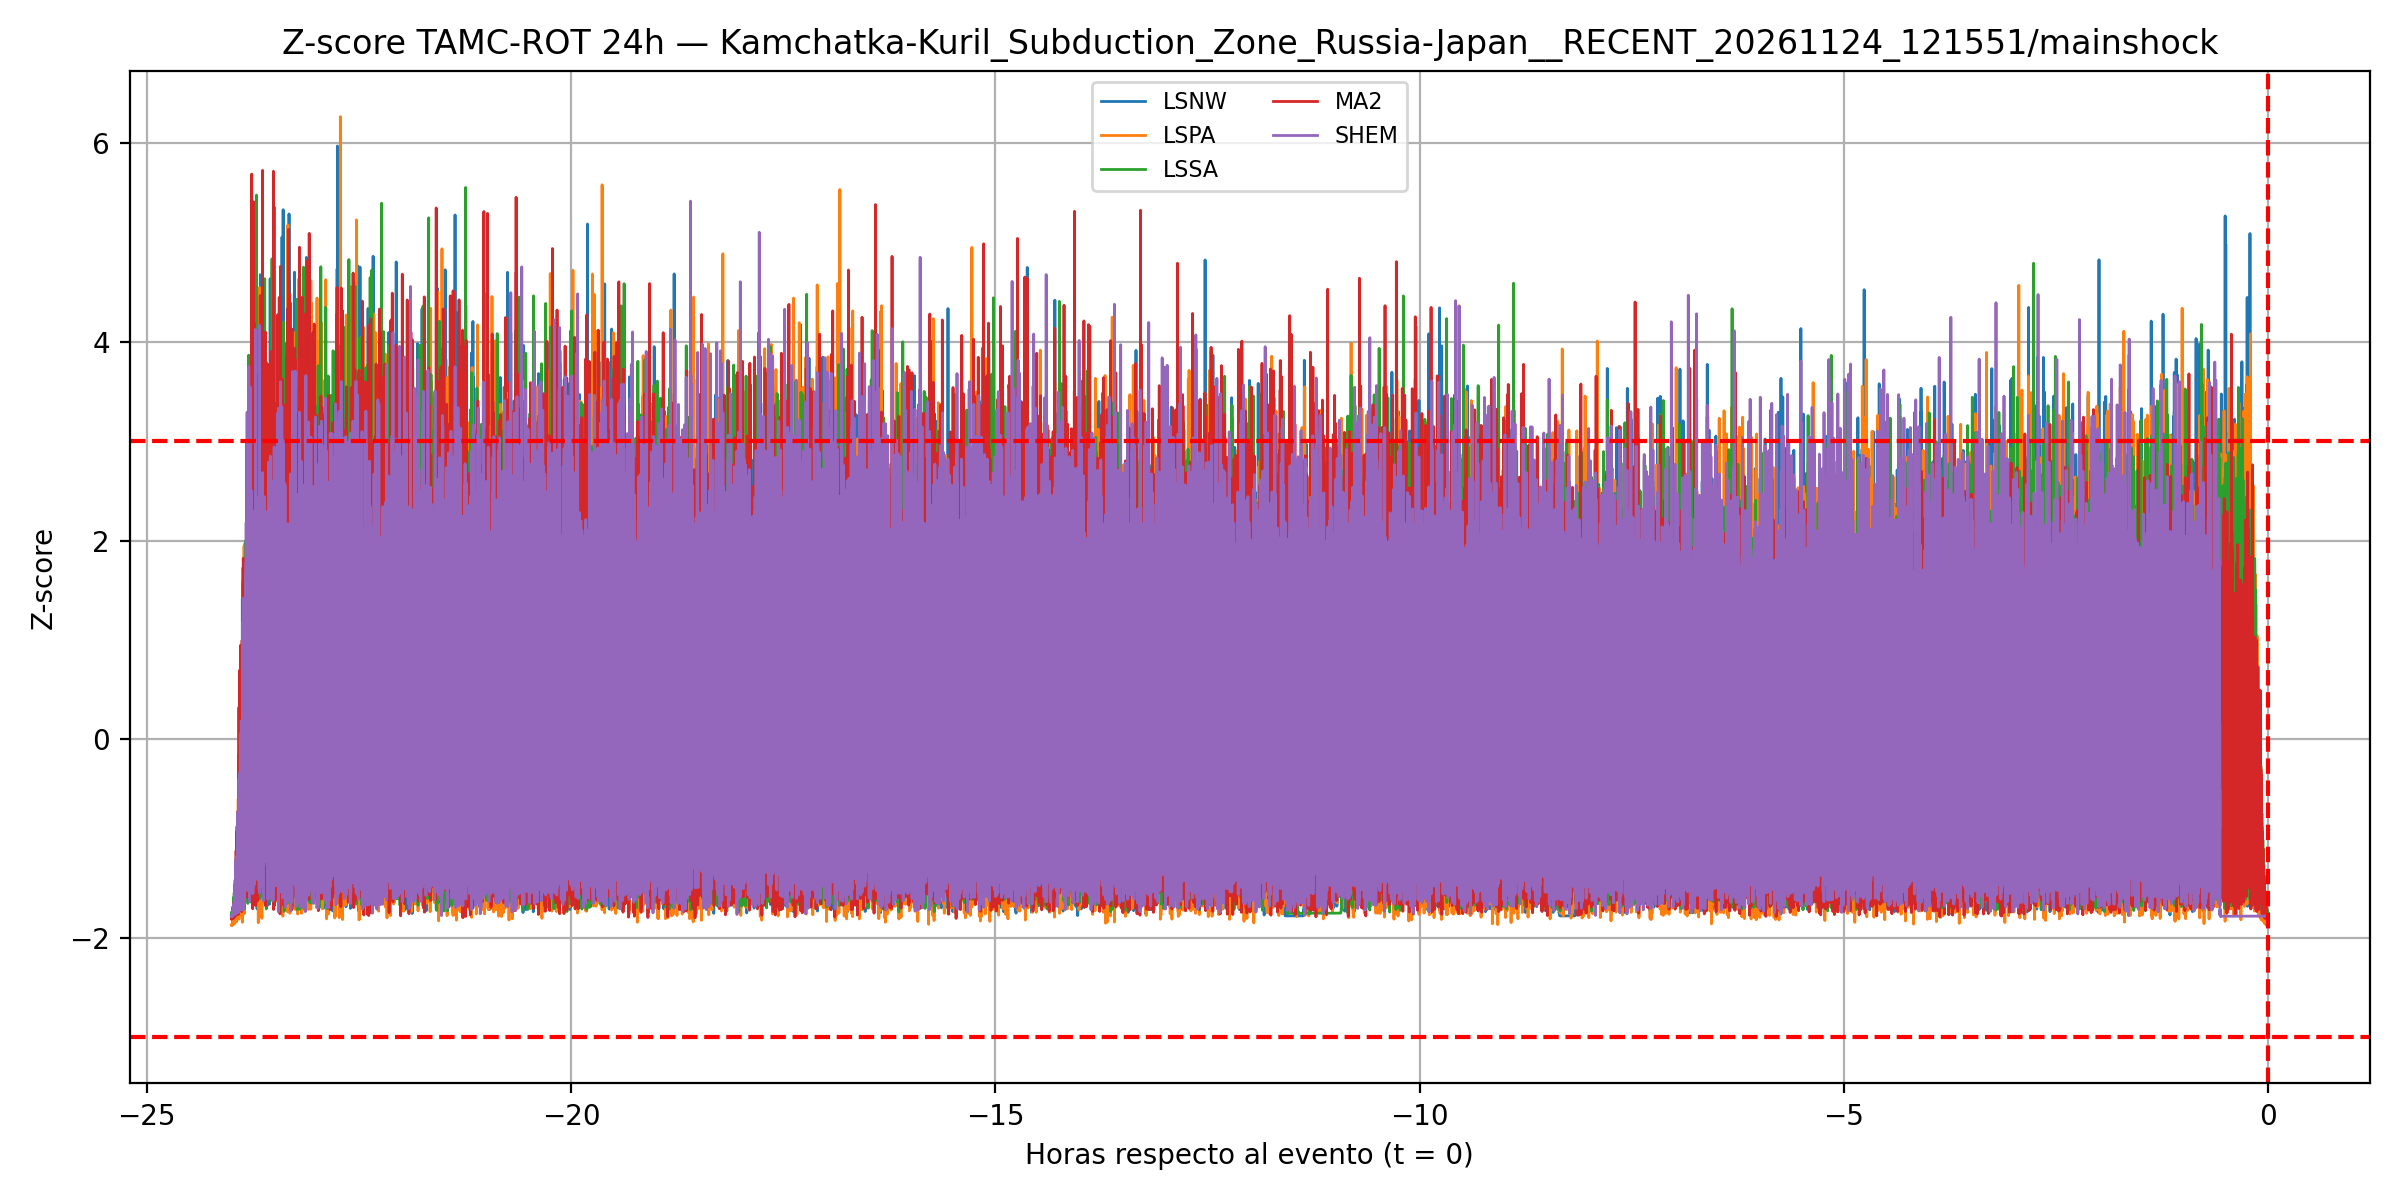 Z-score TAMC-ROT 24h — Kamchatka-Kuril_Subduction_Zone_Russia-Japan__RECENT_20261124_121551/mainshock
LSNW
LSPA
LSSA
MA2
SHEM
6
4
2
0
−2
Z-score
−25
−20
−15
−10
−5
0
Horas respecto al evento (t = 0)